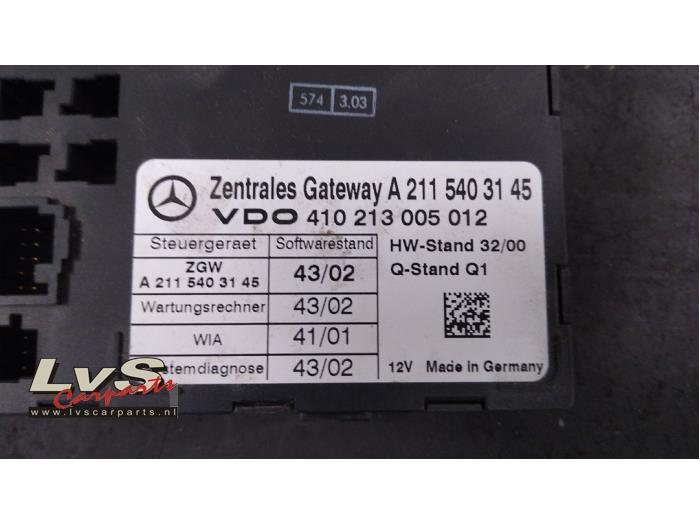 574 3.03
Zentrales Gateway A 211 540 31 45
VDO 410 213 005 012
Steuergeraet Softwarestand HW-Stand 32/00
ZGW
A 211 540 31 45 43/02 Q-Stand Q1
Wartungsrechner 43/02
WIA 41/01
stemdiagnose 43/02 12V Made in Germany
LvS
Carparts
www.lvscarparts.nl